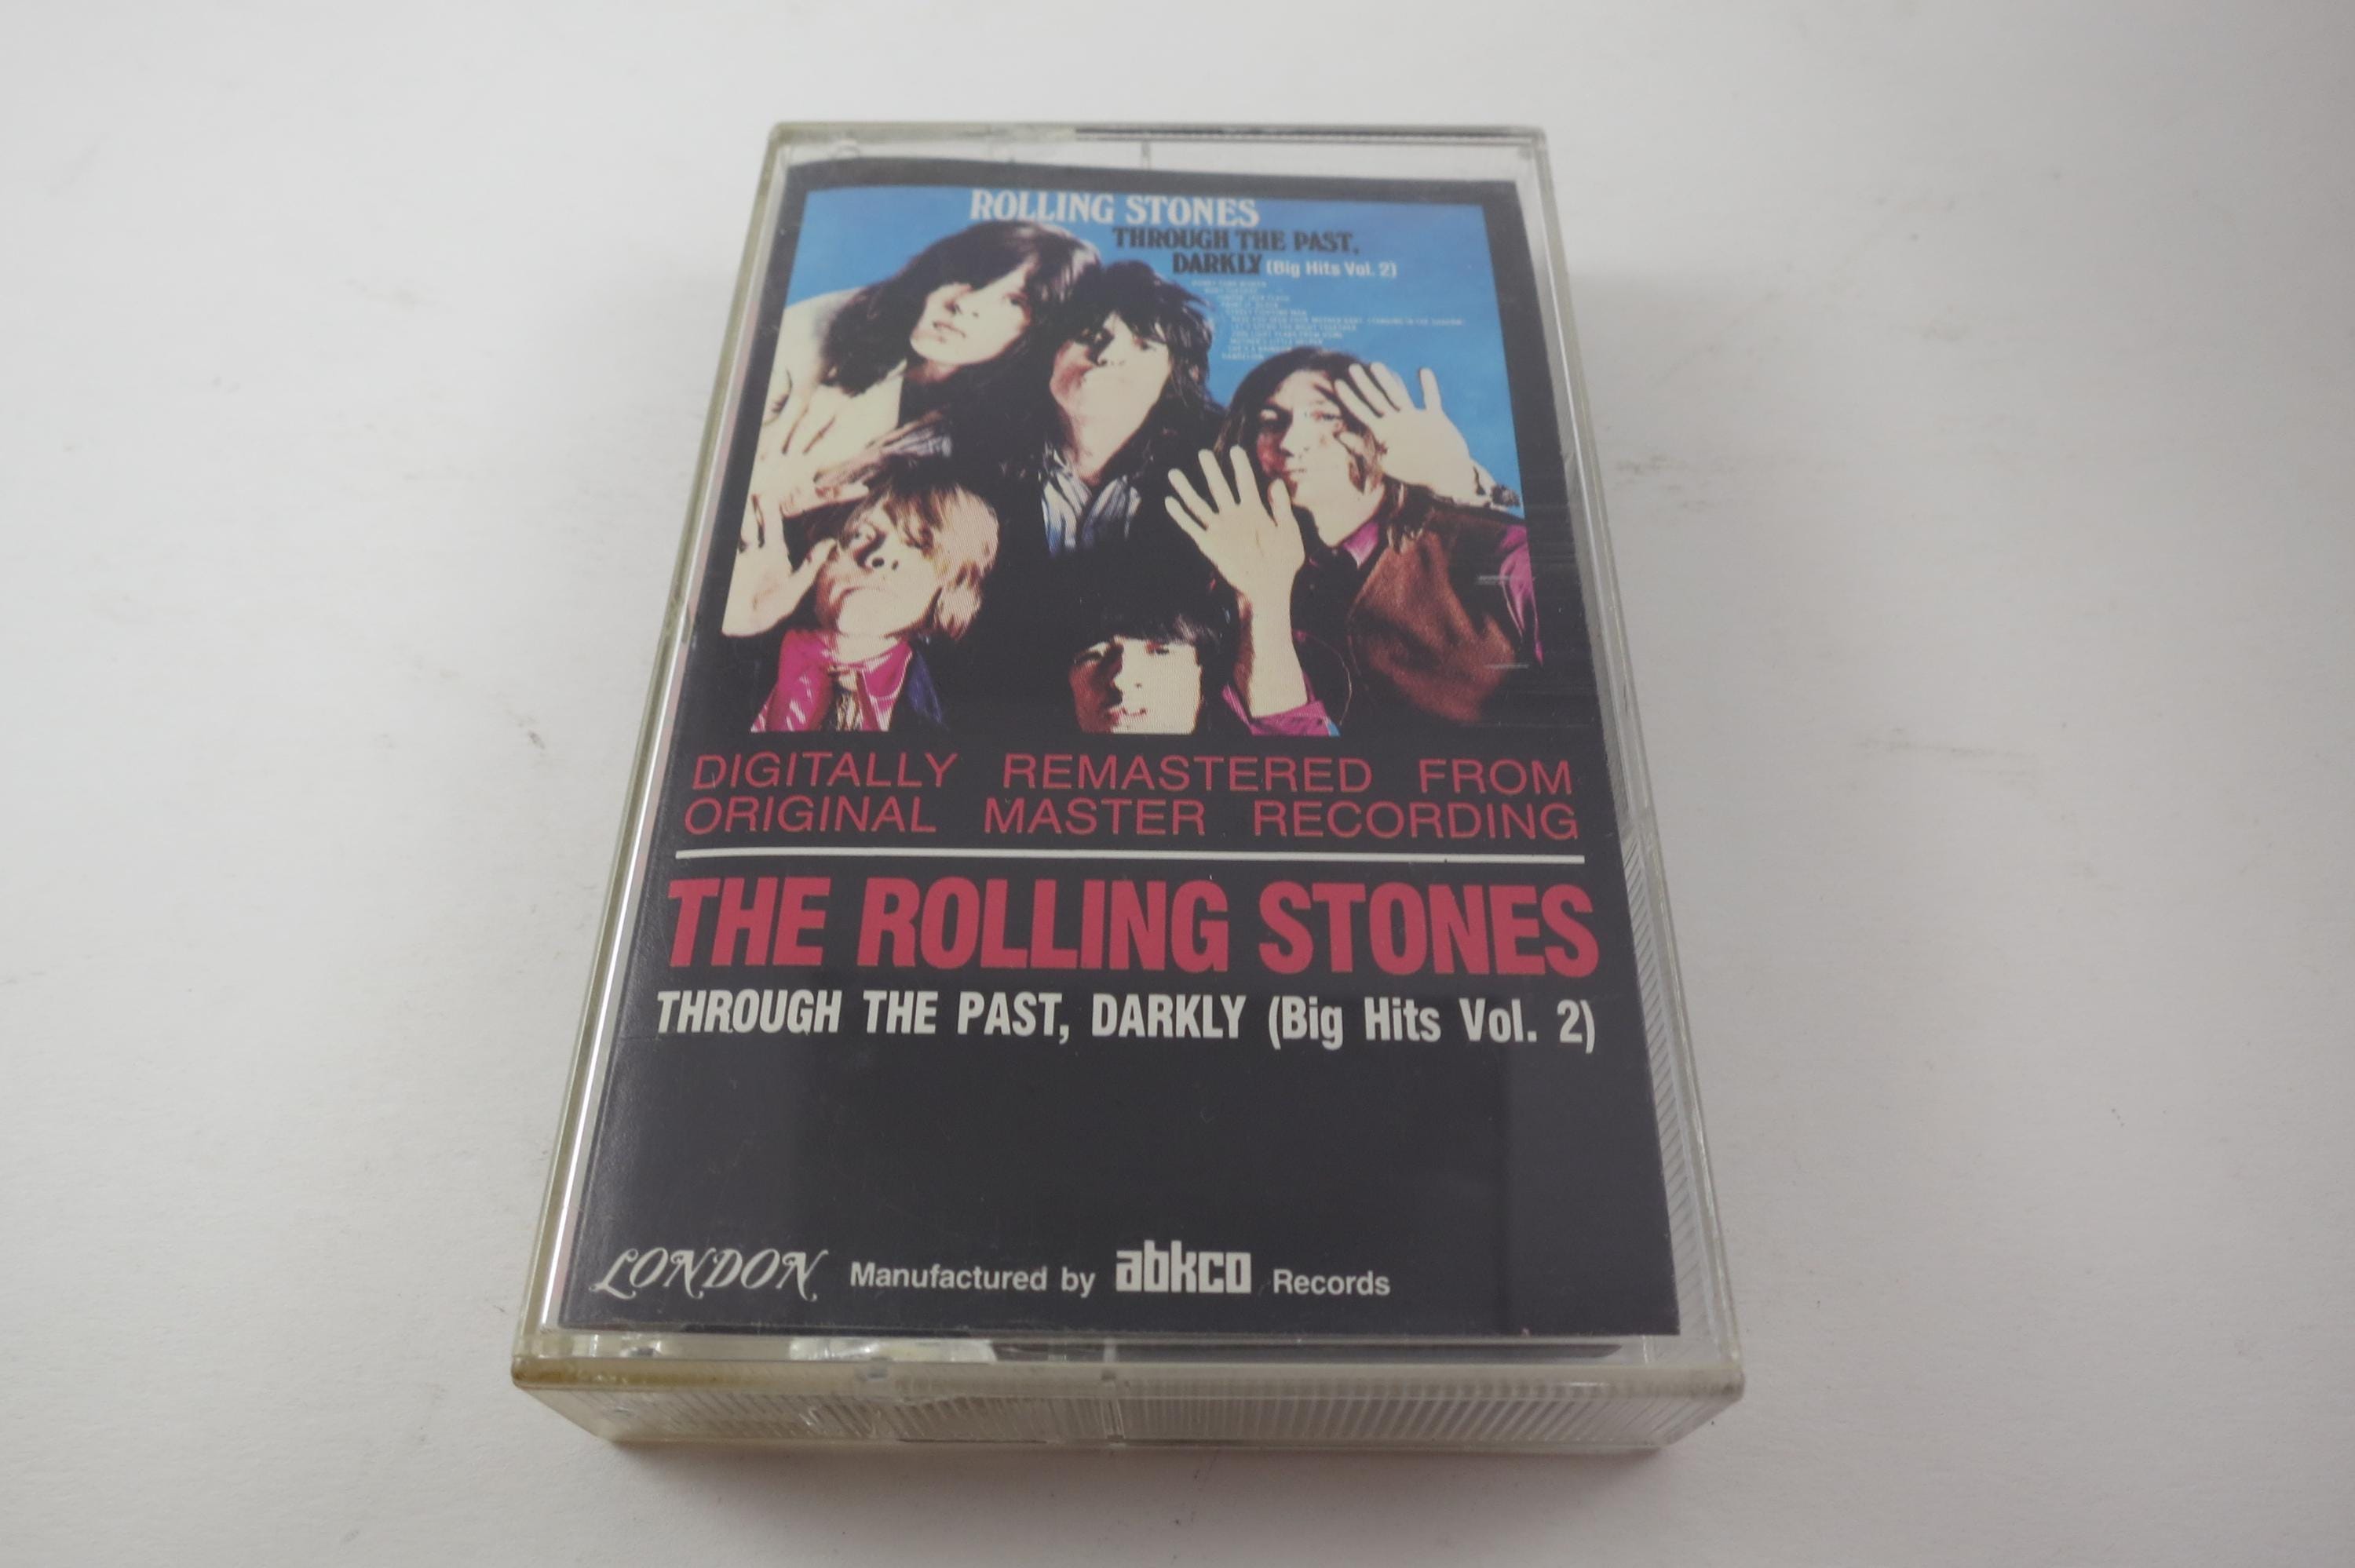 ROLLING STONES
THROUGH THE PAST,
DARKLY (Big Hits Vol. 2)
DIGITALLY REMASTERED FROM
ORIGINAL MASTER RECORDING
THE ROLLING STONES
THROUGH THE PAST, DARKLY (Big Hits Vol. 2)
LONDON Manufactured by abkco Records